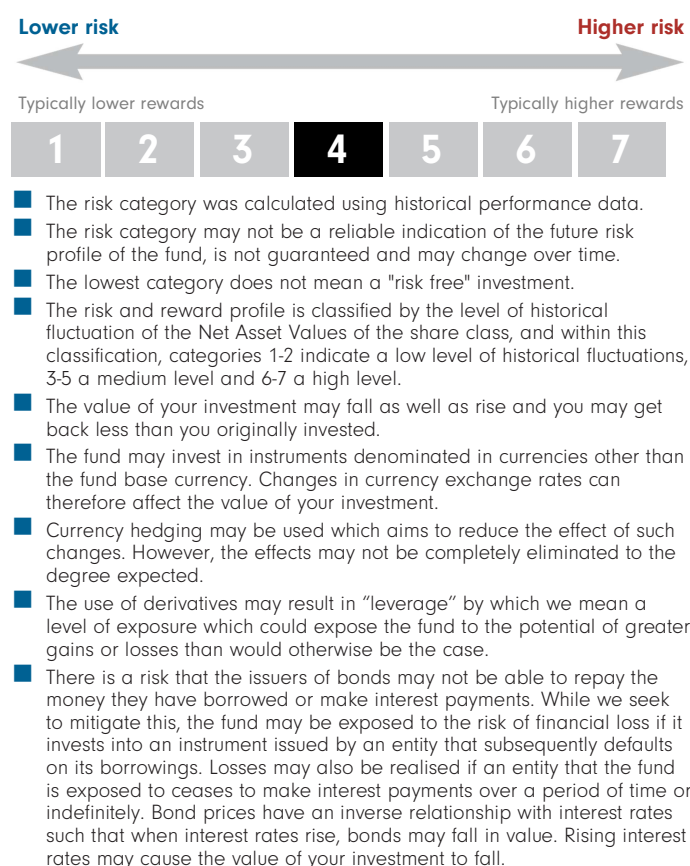 Lower risk Higher risk
Typically lower rewards Typically higher rewards
1 2 3 4 5 6 7
The risk category was calculated using historical performance data.
The risk category may not be a reliable indication of the future risk
profile of the fund, is not guaranteed and may change over time.
The lowest category does not mean a "risk free" investment.
The risk and reward profile is classified by the level of historical
fluctuation of the Net Asset Values of the share class, and within this
classification, categories 1-2 indicate a low level of historical fluctuations,
3-5 a medium level and 6-7 a high level.
The value of your investment may fall as well as rise and you may get
back less than you originally invested.
The fund may invest in instruments denominated in currencies other than
the fund base currency. Changes in currency exchange rates can
therefore affect the value of your investment.
Currency hedging may be used which aims to reduce the effect of such
changes. However, the effects may not be completely eliminated to the
degree expected.
The use of derivatives may result in “leverage” by which we mean a
level of exposure which could expose the fund to the potential of greater
gains or losses than would otherwise be the case.
There is a risk that the issuers of bonds may not be able to repay the
money they have borrowed or make interest payments. While we seek
to mitigate this, the fund may be exposed to the risk of financial loss if it
invests into an instrument issued by an entity that subsequently defaults
on its borrowings. Losses may also be realised if an entity that the fund
is exposed to ceases to make interest payments over a period of time or
indefinitely. Bond prices have an inverse relationship with interest rates
such that when interest rates rise, bonds may fall in value. Rising interest
rates may cause the value of your investment to fall.